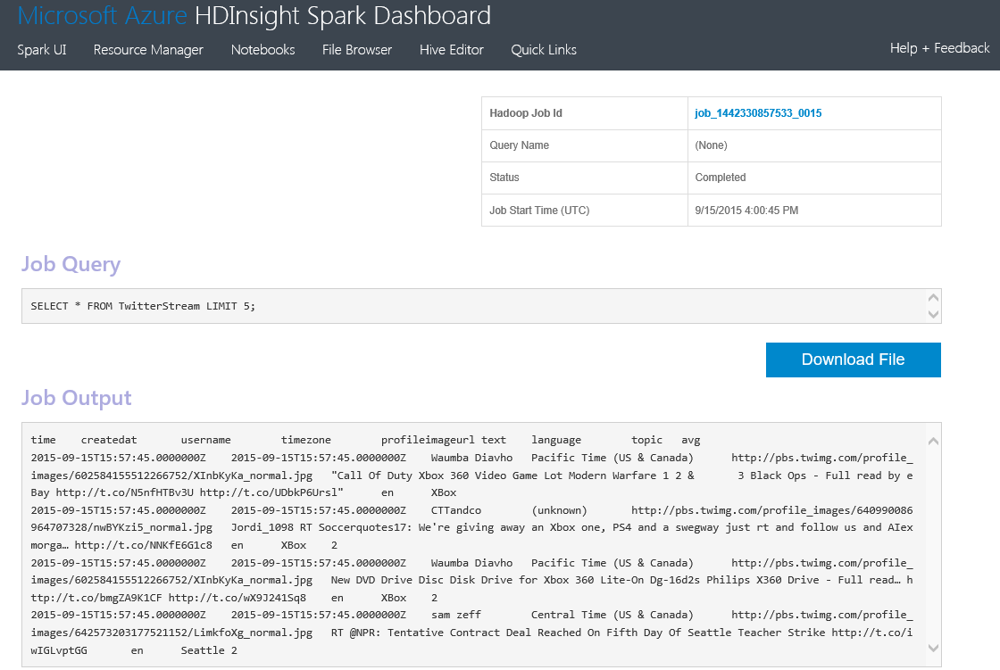 Microsoft Azure HDInsight Spark Dashboard
Spark UI Resource Manager Notebooks File Browser Hive Editor Quick Links Help + Feedback
Hadoop Job Id job_1442330857533_0015
Query Name (None)
Status Completed
Job Start Time (UTC) 9/15/2015 4:00:45 PM
Job Query
SELECT * FROM TwitterStream LIMIT 5;
Download File
Job Output
time createdat username timezone profileimageurl text language topic avg
2015-09-15T15:57:45.0000000Z 2015-09-15T15:57:45.0000000Z Waumba Diavho Pacific Time (US & Canada) http://pbs.twimg.com/profile_
images/602584155512266752/XInbKyKa_normal.jpg "Call Of Duty Xbox 360 Video Game Lot Modern Warfare 1 2 & 3 Black Ops - Full read by e
Bay http://t.co/N5nfHTBv3U http://t.co/UDbkP6Ursl" en XBox
2015-09-15T15:57:45.0000000Z 2015-09-15T15:57:45.0000000Z CTTandco (unknown) http://pbs.twimg.com/profile_images/640990086
964707328/nwBYKzi5_normal.jpg Jordi_1098 RT Soccerquotes17: We're giving away an Xbox one, PS4 and a swegway just rt and follow us and AIex
morga… http://t.co/NNKfE6G1c8 en XBox 2
2015-09-15T15:57:45.0000000Z 2015-09-15T15:57:45.0000000Z Waumba Diavho Pacific Time (US & Canada) http://pbs.twimg.com/profile_
images/602584155512266752/XInbKyKa_normal.jpg New DVD Drive Disc Disk Drive for Xbox 360 Lite-On Dg-16d2s Philips X360 Drive - Full read… h
ttp://t.co/bmgZA9K1CF http://t.co/wX9J241Sq8 en XBox 2
2015-09-15T15:57:45.0000000Z 2015-09-15T15:57:45.0000000Z sam zeff Central Time (US & Canada) http://pbs.twimg.com/profile_
images/642573203177521152/LimkfoXg_normal.jpg RT @NPR: Tentative Contract Deal Reached On Fifth Day Of Seattle Teacher Strike http://t.co/i
wIGLvptGG en Seattle 2